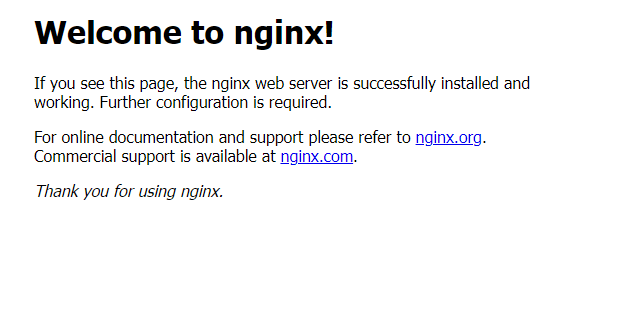 Welcome to nginx!
If you see this page, the nginx web server is successfully installed and
working. Further configuration is required.
For online documentation and support please refer to nginx.org.
Commercial support is available at nginx.com.
Thank you for using nginx.